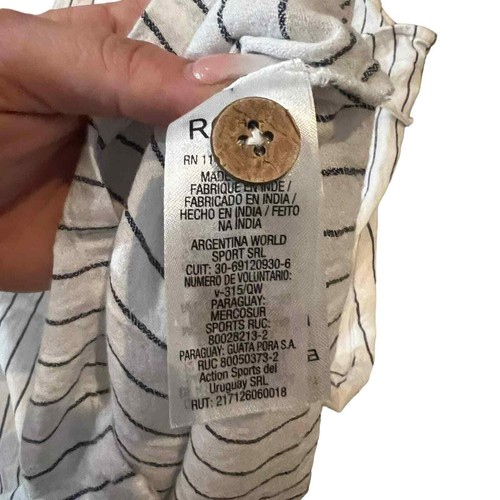 R
RN 11
MADE
FABRIQUE EN INDE /
FABRICADO EN INDIA /
HECHO EN INDIA / FEITO
NA INDIA
ARGENTINA WORLD
SPORT SRL
CUIT: 30-69120930-6
NUMERO DE VOLUNTARIO:
v-315/QW
PARAGUAY:
MERCOSUR
SPORTS RUC:
80028213-2
PARAGUAY: GUATA PORA S.A.
RUC 80050373-2
Action Sports del
Uruguay SRL
RUT: 217126060018